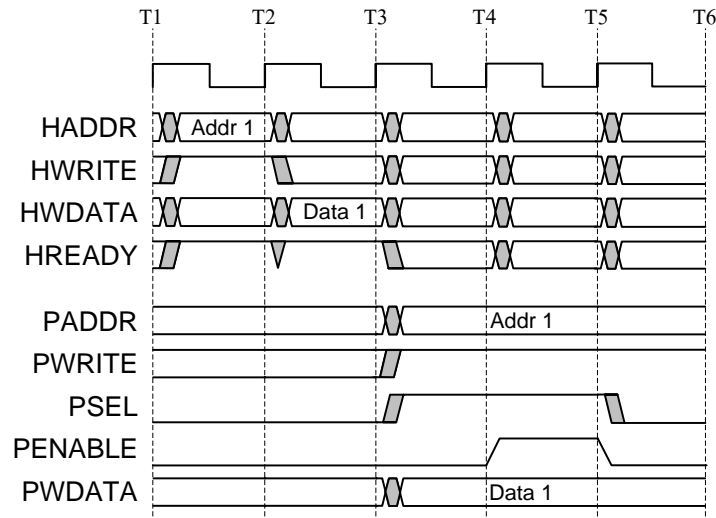 T1 T2 T3 T4 T5 T6
HADDR Addr 1
HWRITE
HWDATA Data 1
HREADY
PADDR Addr 1
PWRITE
PSEL
PENABLE
PWDATA Data 1